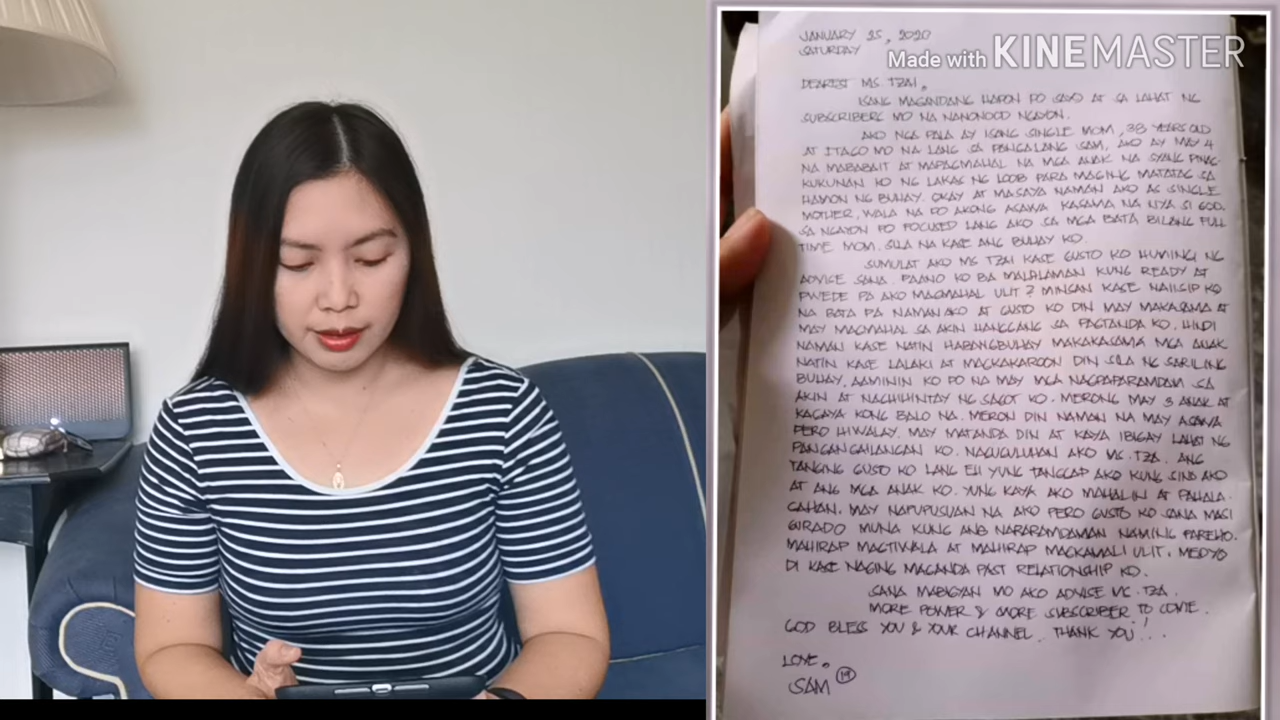 Made with KINEMASTER
JANUARY 25, 2020
SATURDAY
DEAREST MS. TZAI,
ISANG MAGANDANG HAPON PO SAYO AT SA LAHAT NG
SUBSCRIBERS MO NA NANONOOD NGAYON.
AKO NGA PALA AY ISANG SINGLE MOM, 38 YEARS OLD
AT ITAGO MO NA LANG SA PANGALANG SAM, AKO AY MAY 4
NA MABABAIT AT MAPAGMAHAL NA MGA ANAK NA SYANG PINAG-
KUKUNAN KO NG LAKAS NG LOOB PARA MAGING MATATAG SA
HAMON NG BUHAY. OKAY AT MASAYA NAMAN AKO AS SINGLE
MOTHER, WALA NA PO AKONG ASAWA KASAMA NA NYA SI GOD.
SA NGAYON PO FOCUSED LANG AKO SA MGA BATA BILANG FULL
TIME MOM. SILA NA KASE ANG BUHAY KO.
SUMULAT AKO MS TZAI KASE GUSTO KO HUMINGI NG
ADVISE SANA. PAANO KO BA MALALAMAN KUNG READY AT
PWEDE PA AKO MAGMAHAL ULIT? MINSAN KASE NAIISIP KO
NA BATA PA NAMAN AKO AT GUSTO KO DIN MAY MAKASAMA AT
MAY MAGMAHAL SA AKIN HANGGANG SA PAGTANDA KO. HINDI
NAMAN KASE NATIN HABANGBUHAY MAKAKASAMA MGA ANAK
NATIN KASE LALAKI AT MAGKAKAROON DIN SILA NG SARILING
BUHAY. AAMININ KO PO NA MAY MGA NAGPAPARAMDAM SA
AKIN AT NAGHIHINTAY NG SAGOT KO. MERONG MAY 3 ANAK AT
KAGAYA KONG BALO NA. MERON DIN NAMAN NA MAY ASAWA
PERO HIWALAY. MAY MATANDA DIN AT KAYA IBIGAY LAHAT NG
PANGANGAILANGAN KO. NAGUGULUHAN AKO MS. TZA. ANG
TANGING GUSTO KO LANG EH YUNG TANGGAP AKO KUNG SINO AKO
AT ANG MGA ANAK KO. YUNG KAYA AKO MAHALIN AT PAHALA-
GAHAN. MAY NAPUPUSUAN NA AKO PERO GUSTO KO SANA MASI
GURADO MUNA KUNG ANG NARARAMDAMAN NAMING PAREHO.
MAHIRAP MAGTIWALA AT MAHIRAP MAGKAMALI ULIT. MEDYO
DI KASE NAGING MAGANDA PAST RELATIONSHIP KO.
SANA MABIGYAN MO AKO ADVISE MS. TZA.
MORE POWER & MORE SUBSCRIBER TO COME.
GOD BLESS YOU & YOUR CHANNEL. THANK YOU!!.
LOVE,
SAM